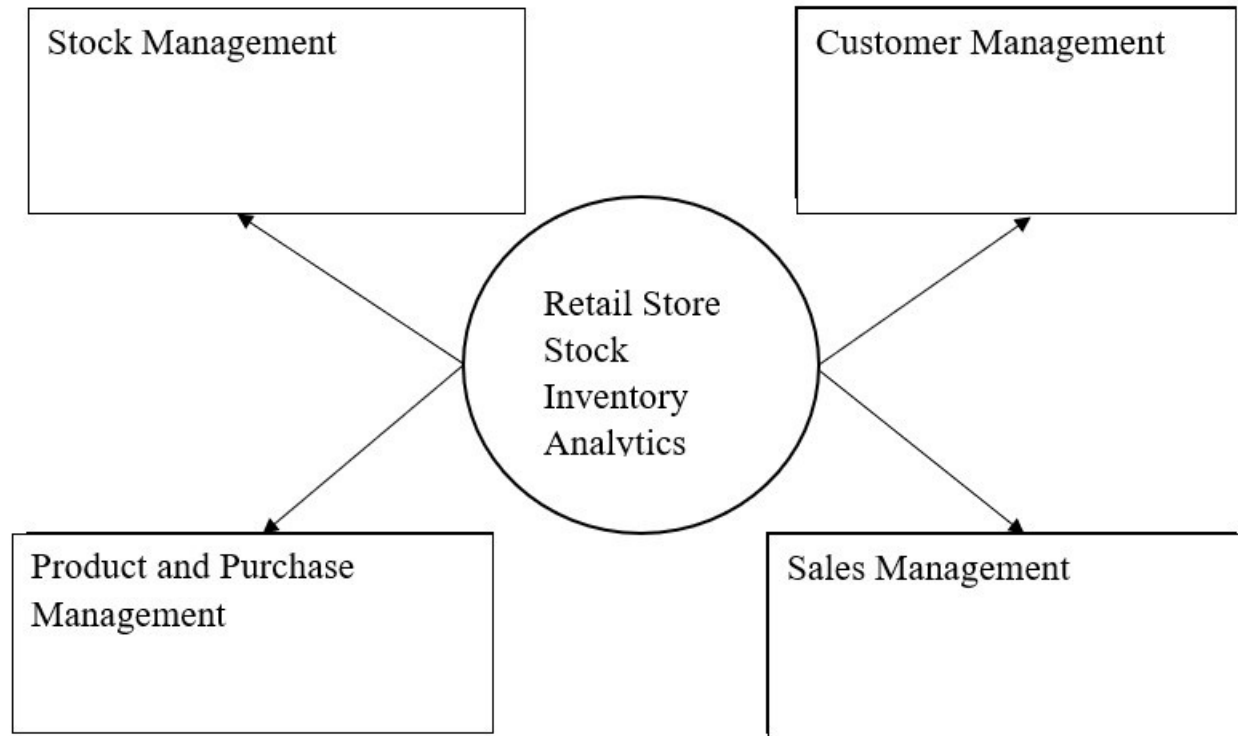 Stock Management
Customer Management
Retail Store
Stock
Inventory
Analytics
Product and Purchase
Management
Sales Management